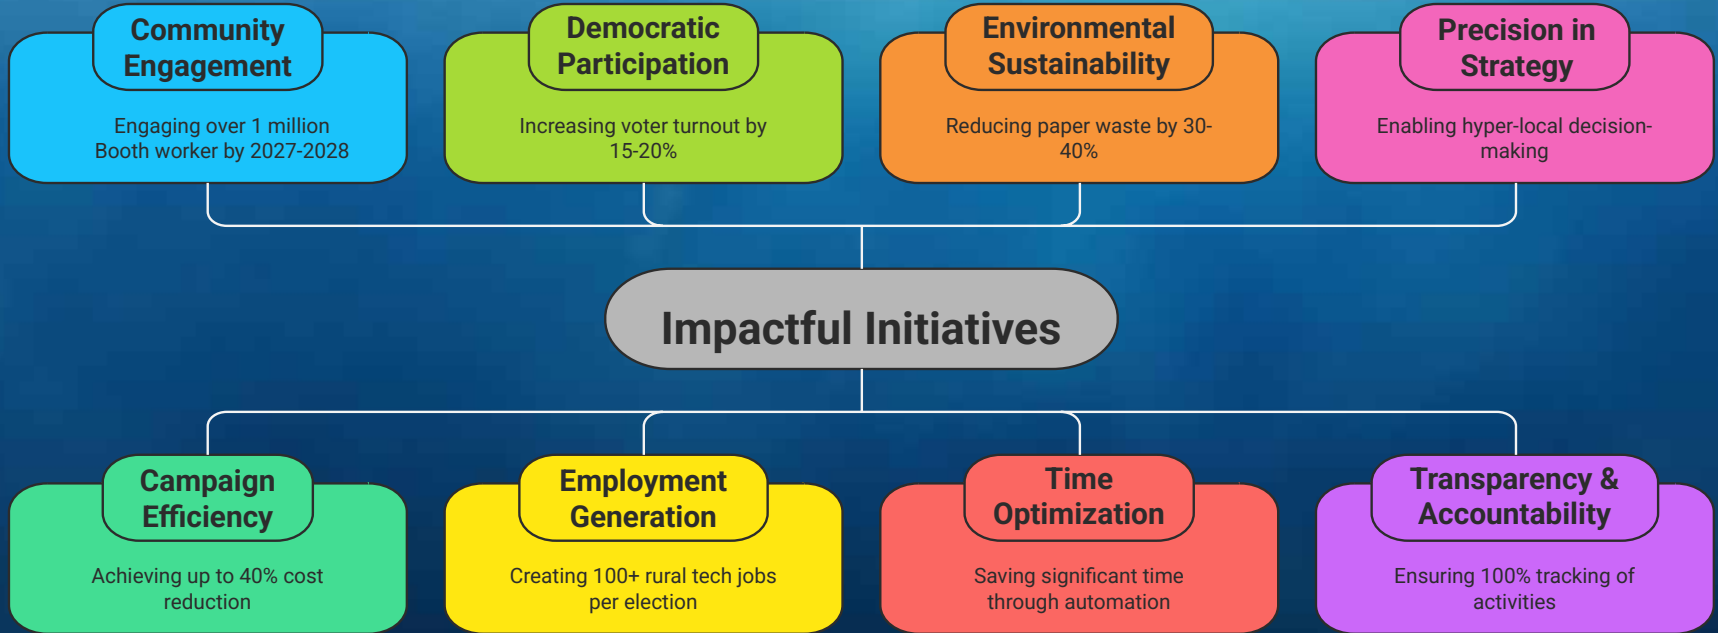 Community
Engagement
Engaging over 1 million
Booth worker by 2027-2028
Democratic
Participation
Increasing voter turnout by
15-20%
Environmental
Sustainability
Reducing paper waste by 30-
40%
Precision in
Strategy
Enabling hyper-local decision-
making
Impactful Initiatives
Campaign
Efficiency
Achieving up to 40% cost
reduction
Employment
Generation
Creating 100+ rural tech jobs
per election
Time
Optimization
Saving significant time
through automation
Transparency &
Accountability
Ensuring 100% tracking of
activities